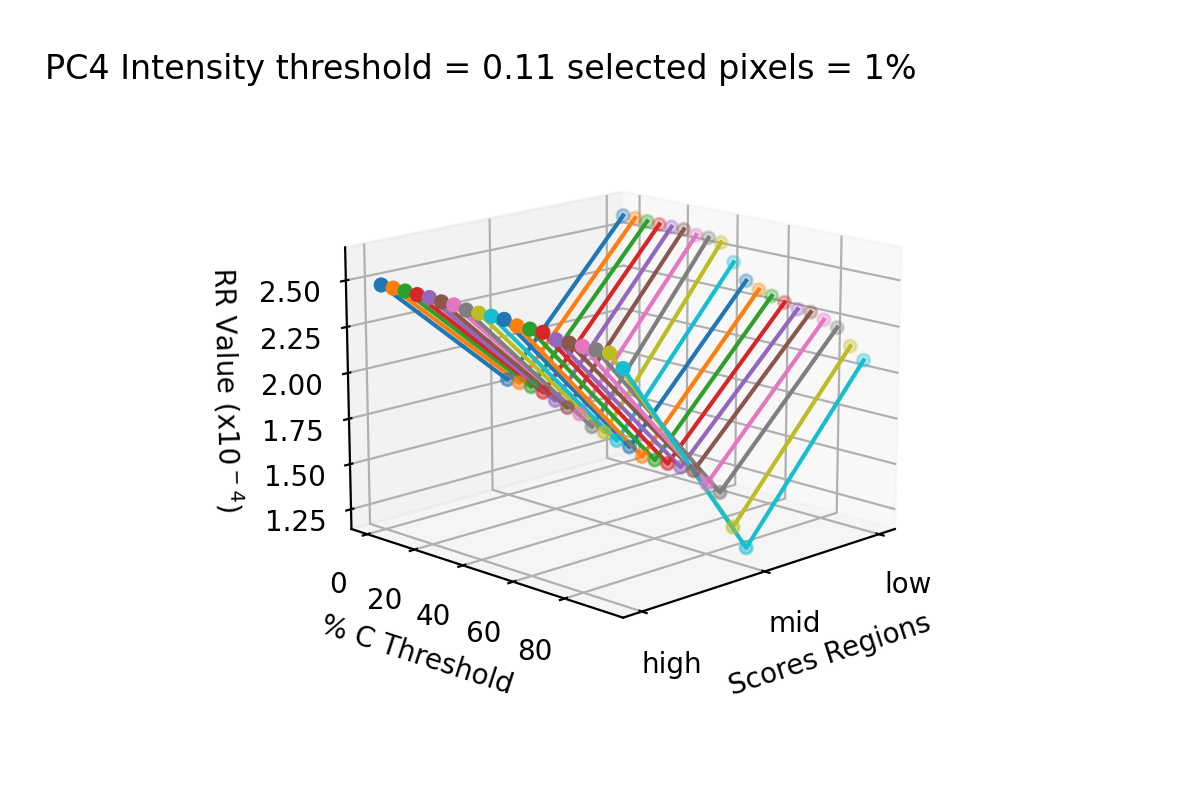 PC4 Intensity threshold = 0.11 selected pixels = 1%
RR Value (x10⁻⁴)
2.50
2.25
2.00
1.75
1.50
1.25
0
20
40
60
80
% C Threshold
high
mid
low
Scores Regions